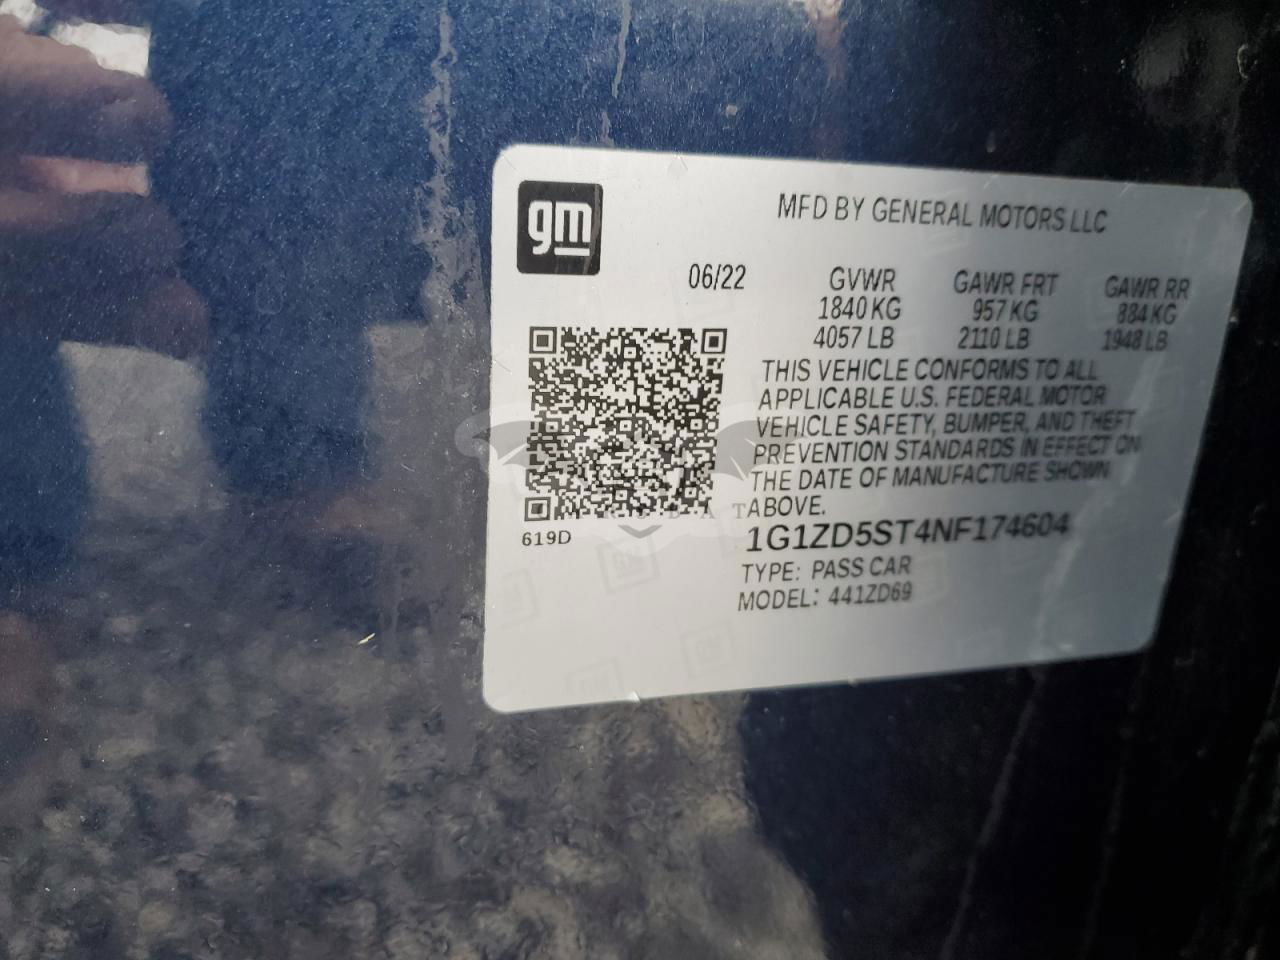 gm
MFD BY GENERAL MOTORS LLC
06/22 GVWR GAWR FRT GAWR RR
1840 KG 957 KG 884 KG
4057 LB 2110 LB 1948 LB
THIS VEHICLE CONFORMS TO ALL
APPLICABLE U.S. FEDERAL MOTOR
VEHICLE SAFETY, BUMPER, AND THEFT
PREVENTION STANDARDS IN EFFECT ON
THE DATE OF MANUFACTURE SHOWN
ABOVE.
619D
1G1ZD5ST4NF174604
TYPE: PASS CAR
MODEL: 441ZD69